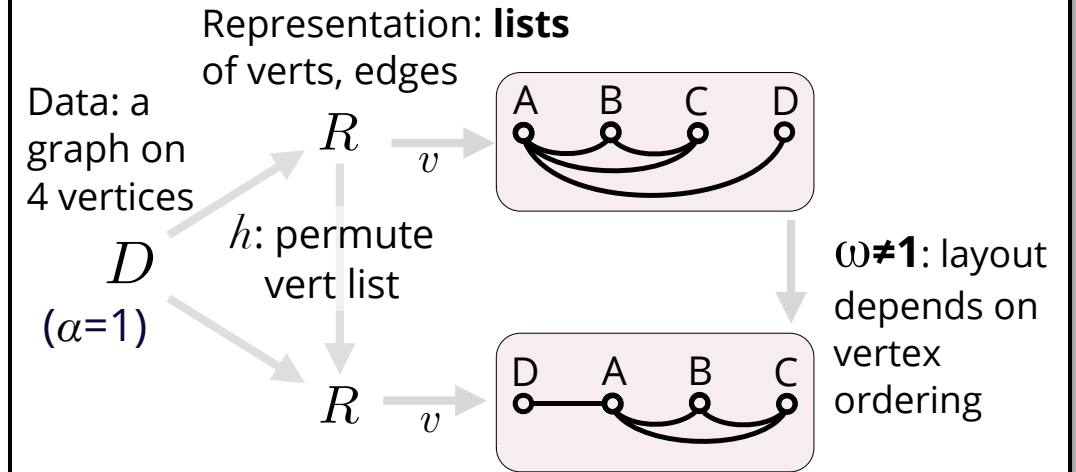 Representation: lists
of verts, edges
Data: a
graph on
4 vertices
D
(α=1)
R
v
A B C D
h: permute
vert list
ω≠1: layout
depends on
vertex
ordering
R
v
D A B C